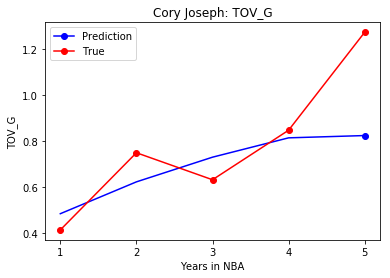 Cory Joseph: TOV_G
Prediction
True
1.2
1.0
0.8
0.6
0.4
TOV_G
1 2 3 4 5
Years in NBA